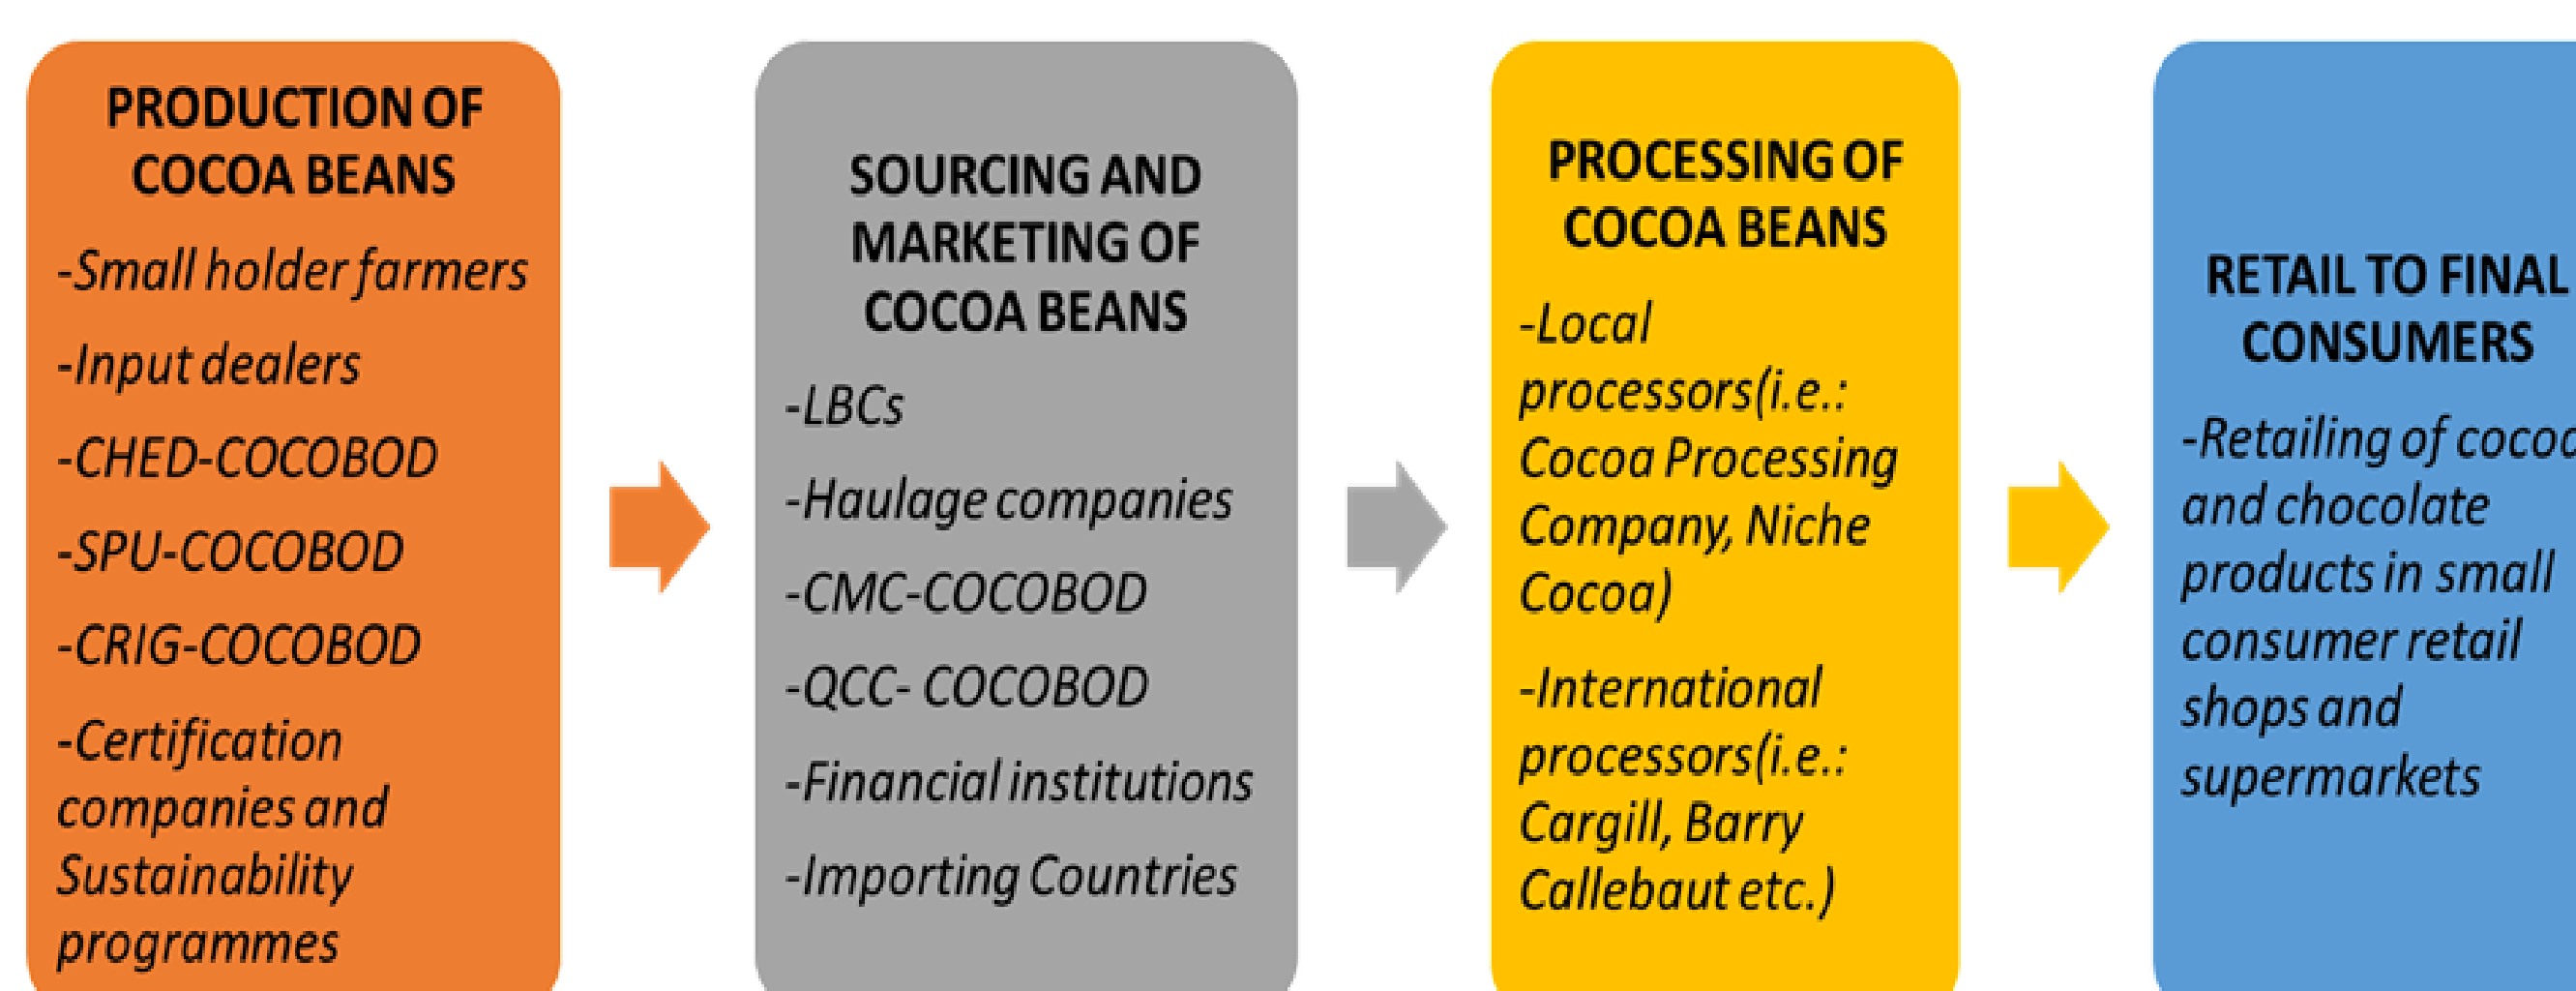 PRODUCTION OF
COCOA BEANS
-Small holder farmers
-Input dealers
-CHED-COCOBOD
-SPU-COCOBOD
-CRIG-COCOBOD
-Certification
companies and
Sustainability
programmes
SOURCING AND
MARKETING OF
COCOA BEANS
-LBCs
-Haulage companies
-CMC-COCOBOD
-QCC- COCOBOD
-Financial institutions
-Importing Countries
PROCESSING OF
COCOA BEANS
-Local
processors(i.e.:
Cocoa Processing
Company, Niche
Cocoa)
-International
processors(i.e.:
Cargill, Barry
Callebaut etc.)
RETAIL TO FINAL
CONSUMERS
-Retailing of cocoa
and chocolate
products in small
consumer retail
shops and
supermarkets